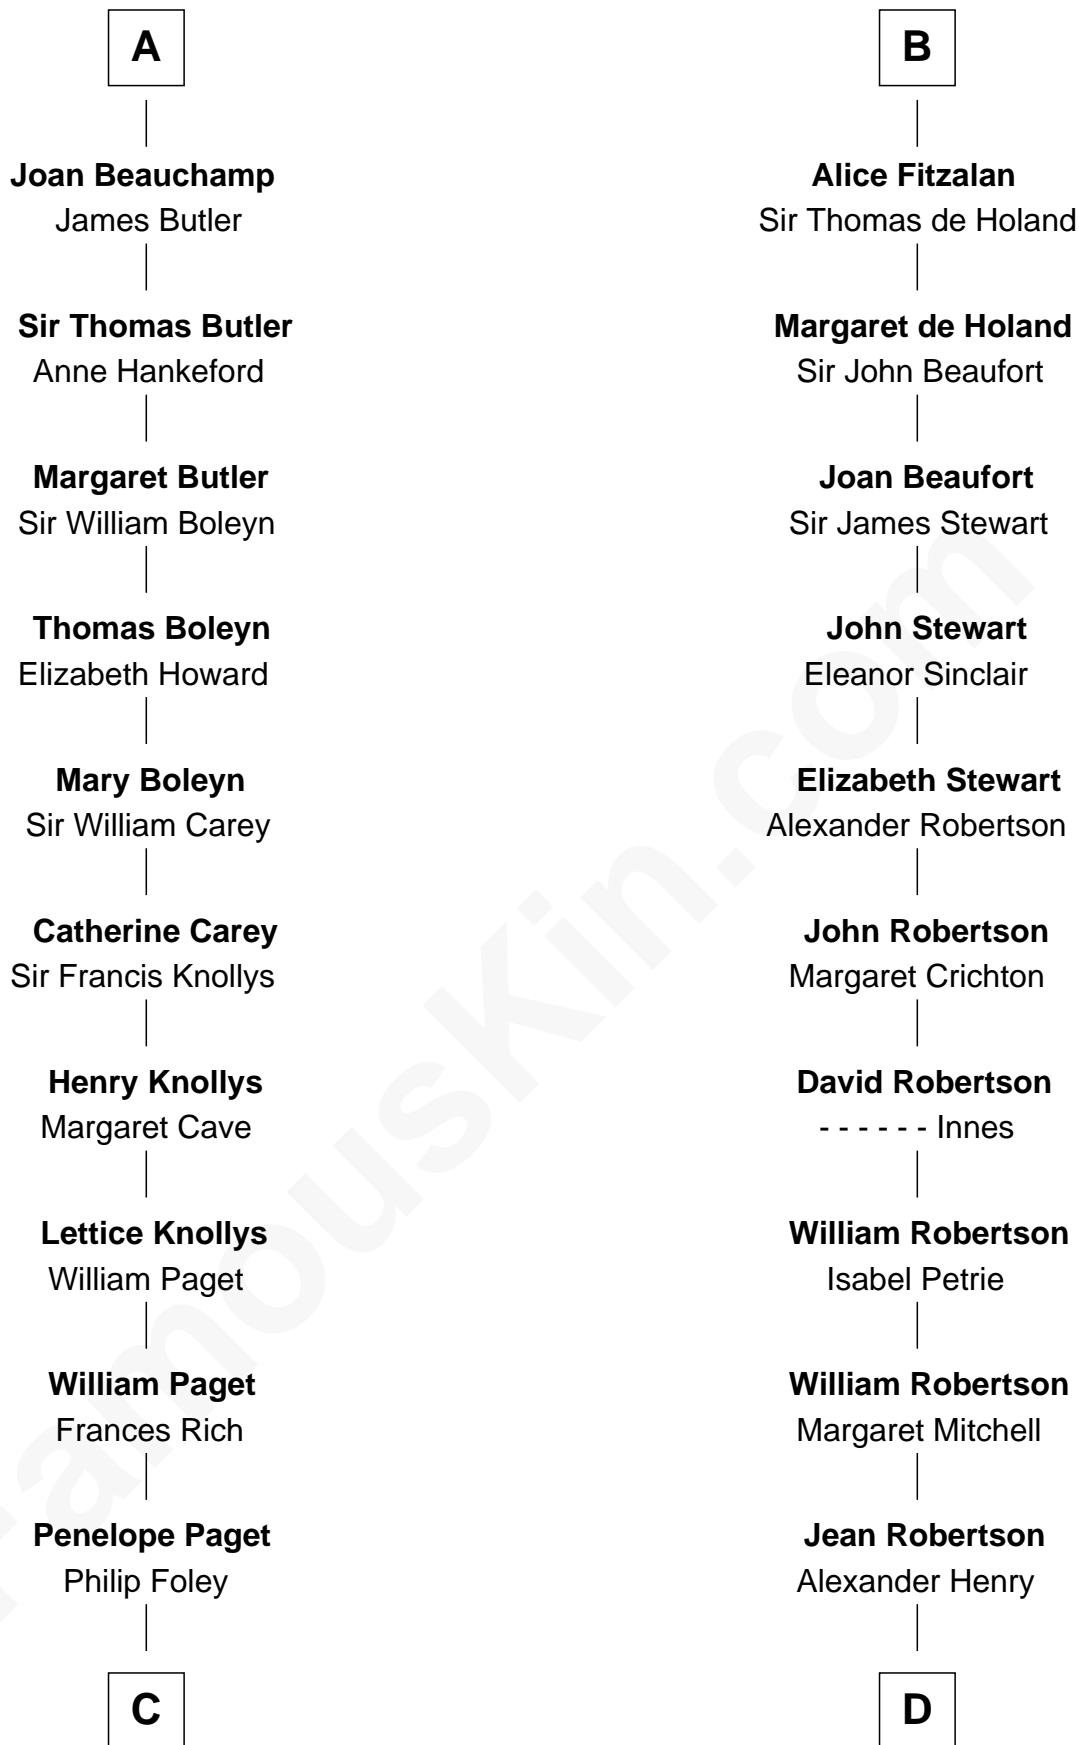 A
Joan Beauchamp
James Butler
Sir Thomas Butler
Anne Hankeford
Margaret Butler
Sir William Boleyn
Thomas Boleyn
Elizabeth Howard
Mary Boleyn
Sir William Carey
Catherine Carey
Sir Francis Knollys
Henry Knollys
Margaret Cave
Lettice Knollys
William Paget
William Paget
Frances Rich
Penelope Paget
Philip Foley
C
B
Alice Fitzalan
Sir Thomas de Holand
Margaret de Holand
Sir John Beaufort
Joan Beaufort
Sir James Stewart
John Stewart
Eleanor Sinclair
Elizabeth Stewart
Alexander Robertson
John Robertson
Margaret Crichton
David Robertson
- - - - - - Innes
William Robertson
Isabel Petrie
William Robertson
Margaret Mitchell
Jean Robertson
Alexander Henry
D
FamousKin.com